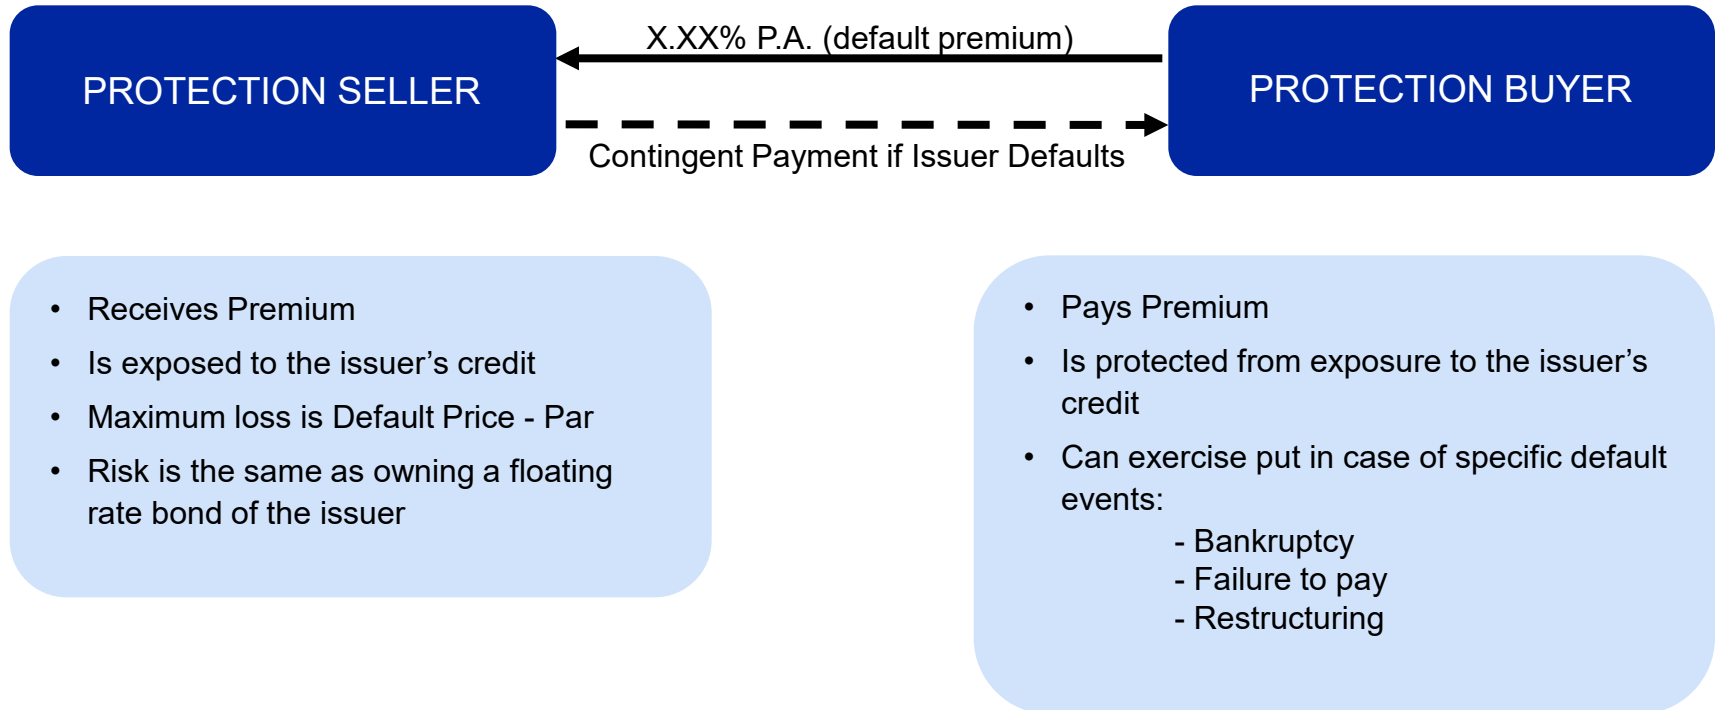 X.XX% P.A. (default premium)
PROTECTION SELLER
PROTECTION BUYER
Contingent Payment if Issuer Defaults
• Receives Premium
• Is exposed to the issuer’s credit
• Maximum loss is Default Price - Par
• Risk is the same as owning a floating
rate bond of the issuer
• Pays Premium
• Is protected from exposure to the issuer’s
credit
• Can exercise put in case of specific default
events:
- Bankruptcy
- Failure to pay
- Restructuring